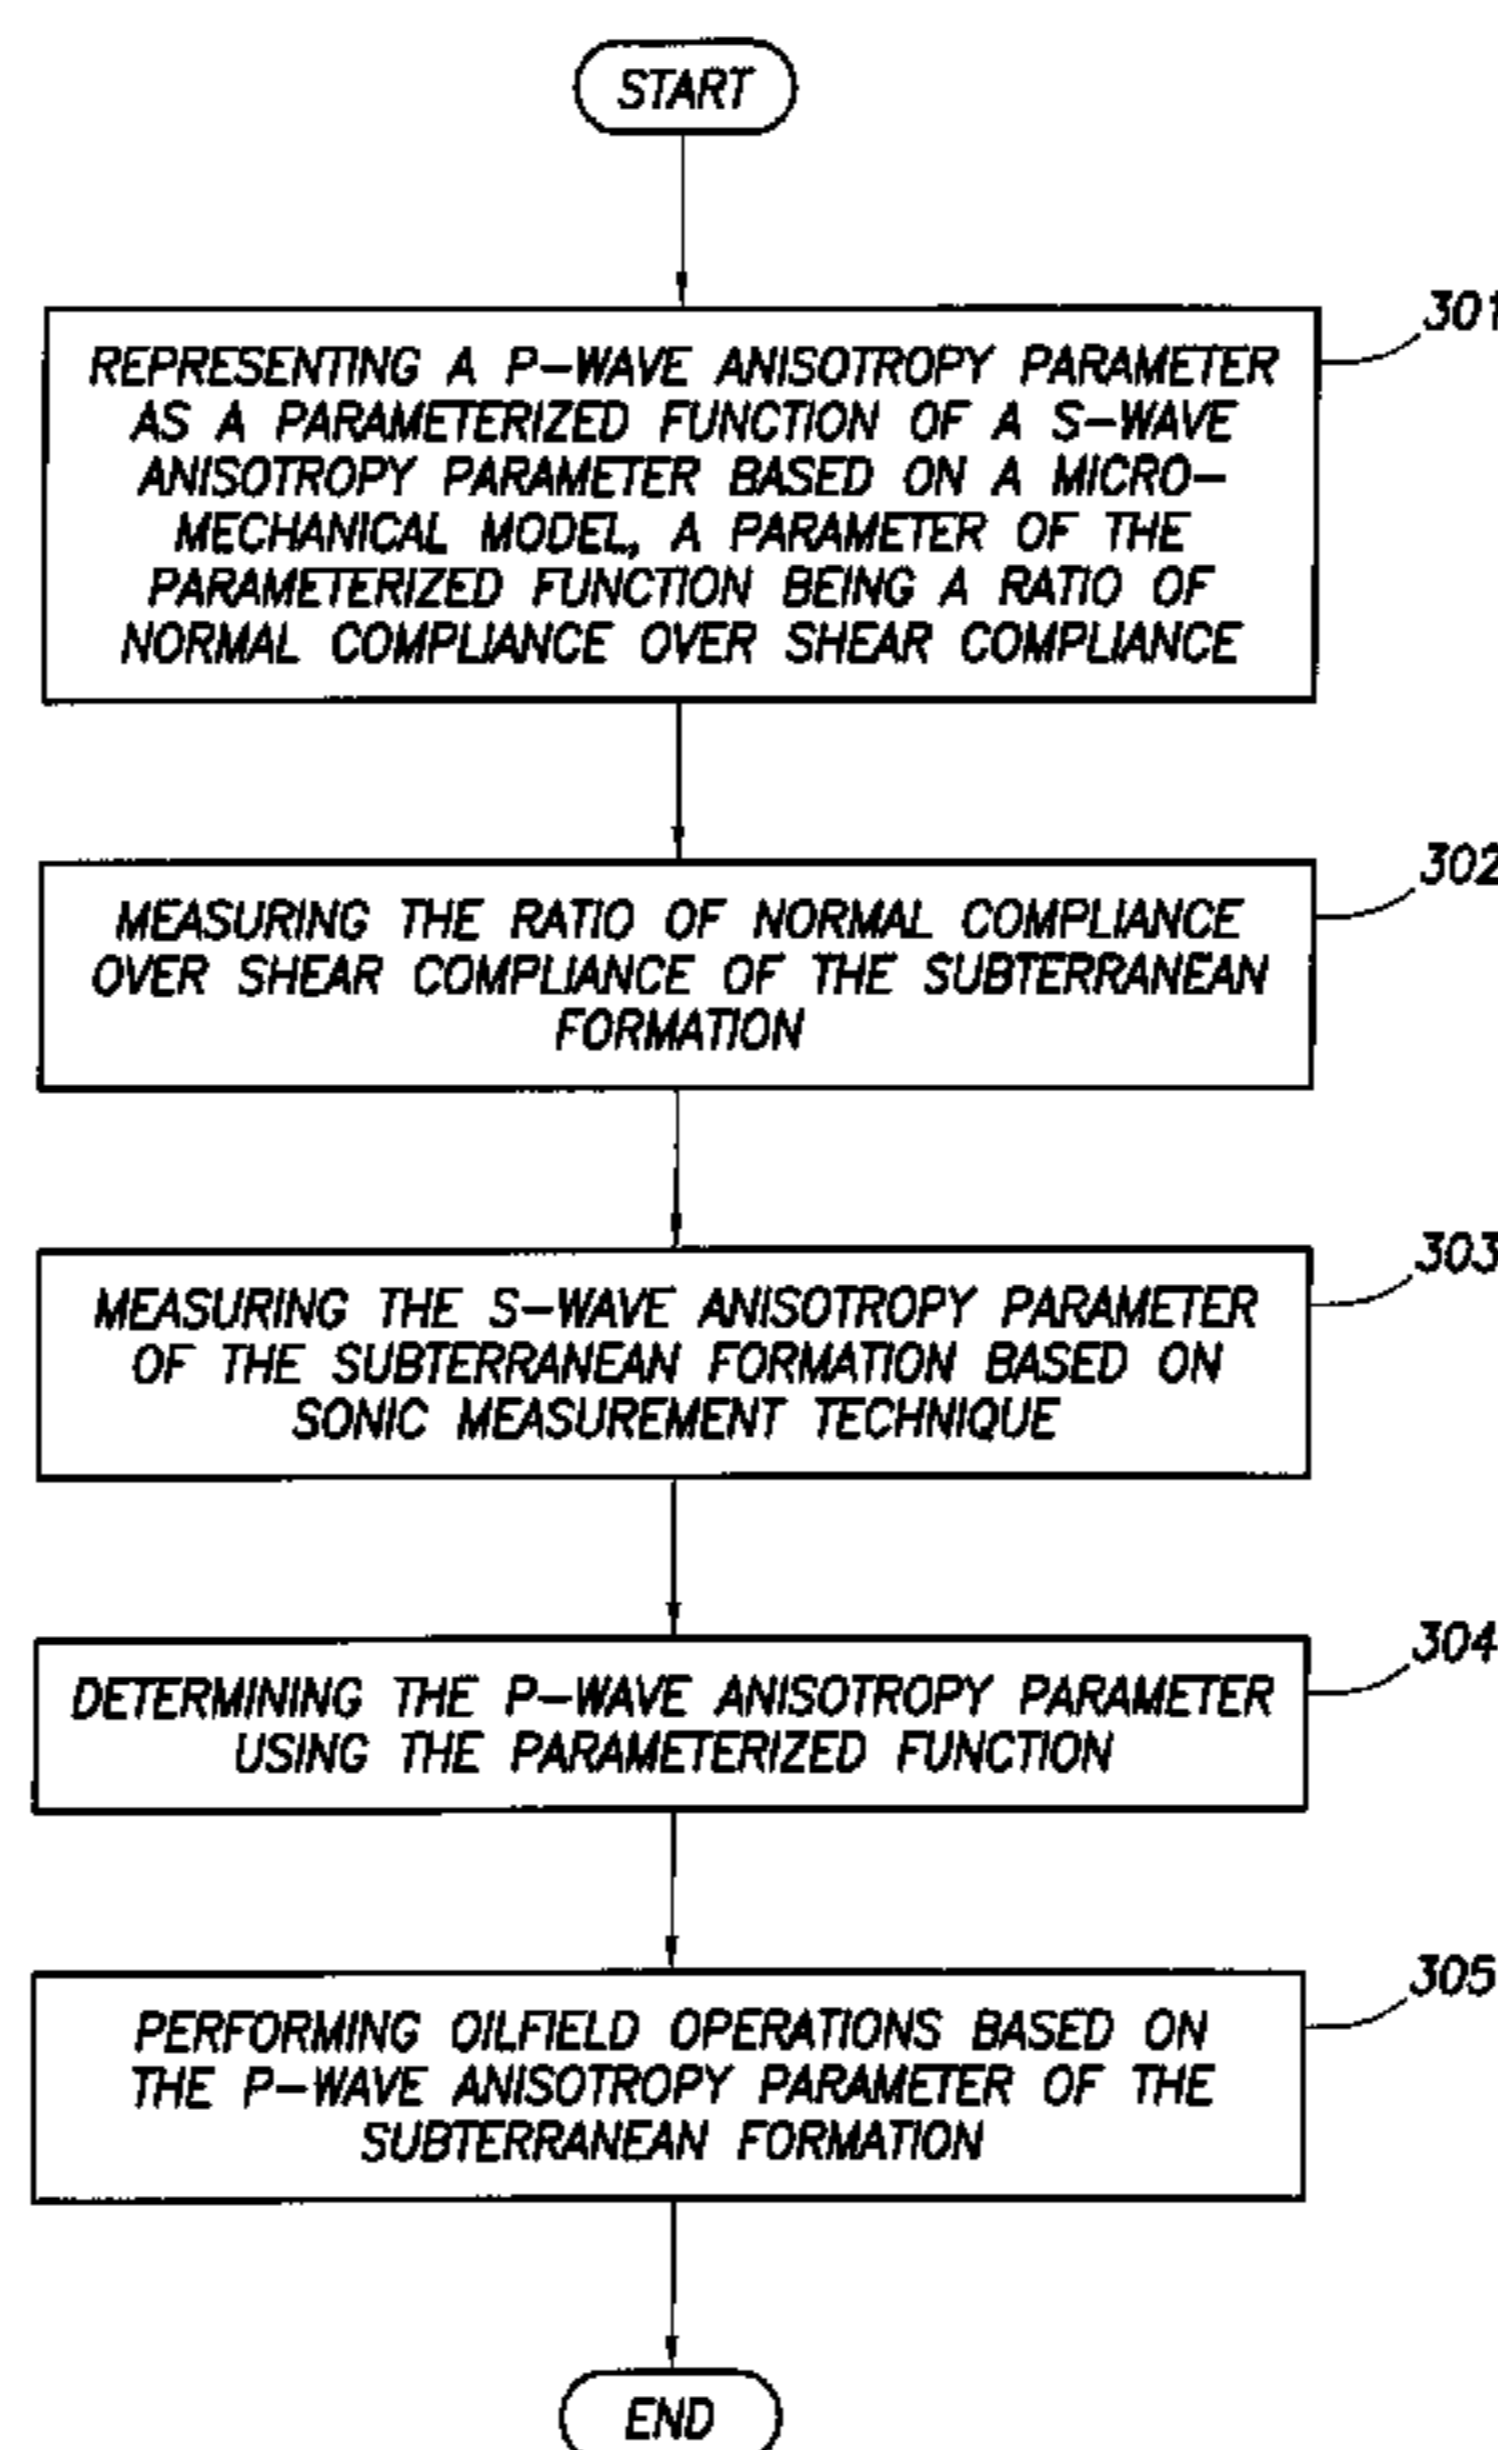 START
301
REPRESENTING A P-WAVE ANISOTROPY PARAMETER
AS A PARAMETERIZED FUNCTION OF A S-WAVE
ANISOTROPY PARAMETER BASED ON A MICRO-
MECHANICAL MODEL, A PARAMETER OF THE
PARAMETERIZED FUNCTION BEING A RATIO OF
NORMAL COMPLIANCE OVER SHEAR COMPLIANCE
302
MEASURING THE RATIO OF NORMAL COMPLIANCE
OVER SHEAR COMPLIANCE OF THE SUBTERRANEAN
FORMATION
303
MEASURING THE S-WAVE ANISOTROPY PARAMETER
OF THE SUBTERRANEAN FORMATION BASED ON
SONIC MEASUREMENT TECHNIQUE
304
DETERMINING THE P-WAVE ANISOTROPY PARAMETER
USING THE PARAMETERIZED FUNCTION
305
PERFORMING OILFIELD OPERATIONS BASED ON
THE P-WAVE ANISOTROPY PARAMETER OF THE
SUBTERRANEAN FORMATION
END